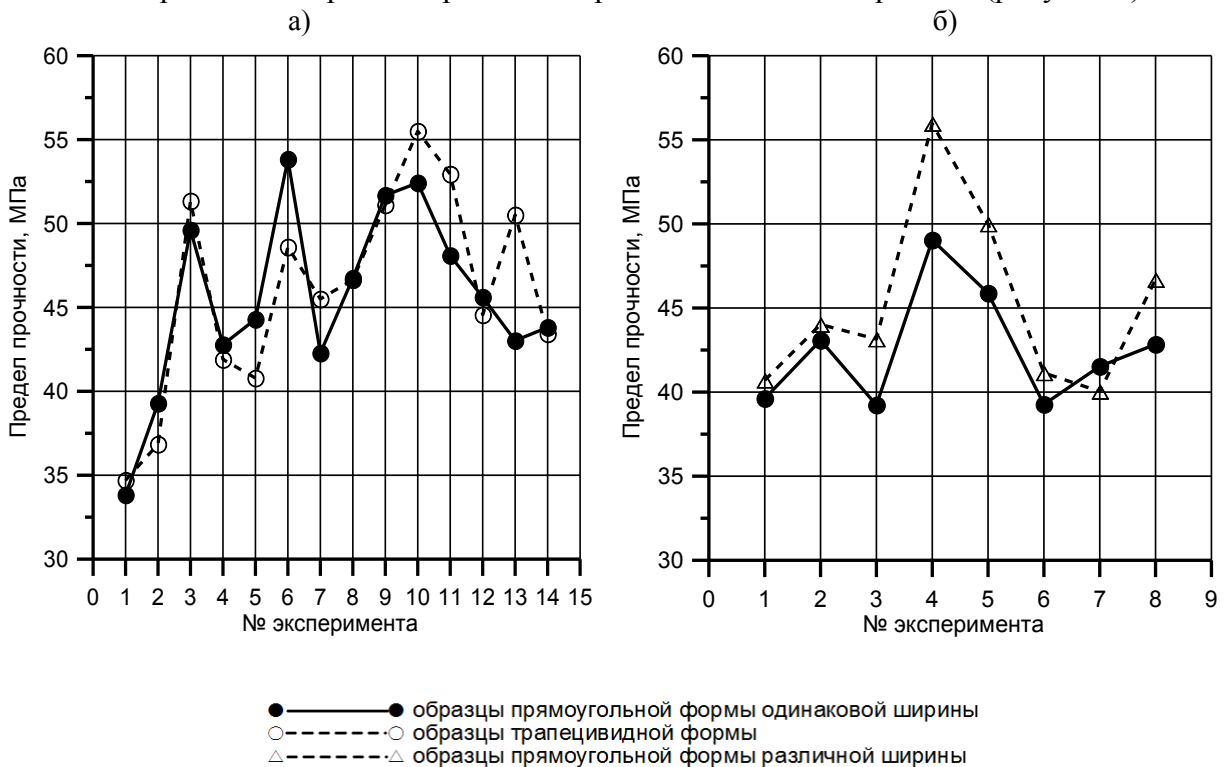 а)
б)
60
55
50
45
40
35
30
Предел прочности, МПа
0 1 2 3 4 5 6 7 8 9 10 11 12 13 14 15
№ эксперимента
60
55
50
45
40
35
30
Предел прочности, МПа
0 1 2 3 4 5 6 7 8 9
№ эксперимента
образцы прямоугольной формы одинаковой ширины
образцы трапецивидной формы
образцы прямоугольной формы различной ширины